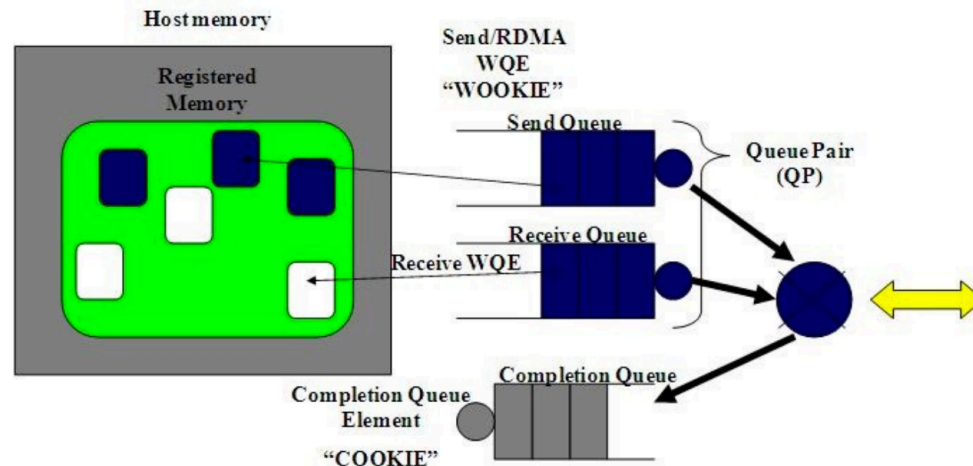 Host memory
Registered
Memory
Send/RDMA
WQE
“WOOKIE”
Send Queue
Queue Pair
(QP)
Receive Queue
Receive WQE
Completion Queue
Completion Queue
Element
“COOKIE”